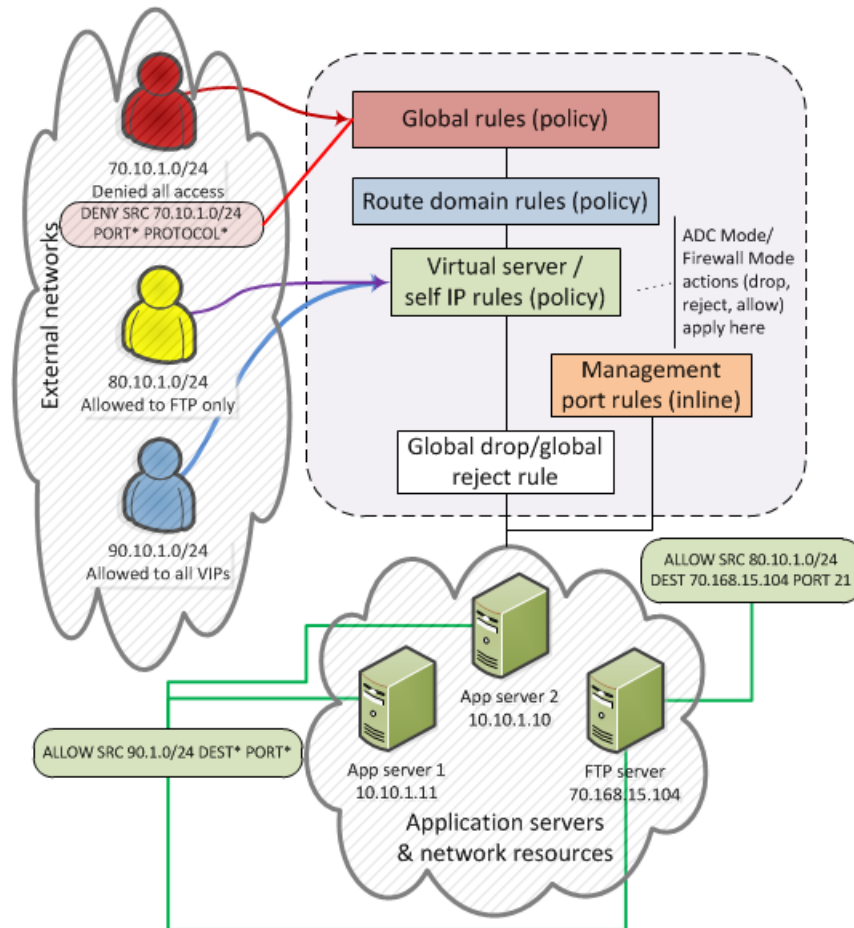 External networks
70.10.1.0/24
Denied all access
DENY SRC 70.10.1.0/24
PORT* PROTOCOL*
80.10.1.0/24
Allowed to FTP only
90.10.1.0/24
Allowed to all VIPs
Global rules (policy)
Route domain rules (policy)
Virtual server /
self IP rules (policy)
ADC Mode/
Firewall Mode
actions (drop,
reject, allow)
apply here
Management
port rules (inline)
Global drop/global
reject rule
ALLOW SRC 80.10.1.0/24
DEST 70.168.15.104 PORT 21
App server 2
10.10.1.10
ALLOW SRC 90.1.0/24 DEST* PORT*
App server 1
10.10.1.11
FTP server
70.168.15.104
Application servers
& network resources